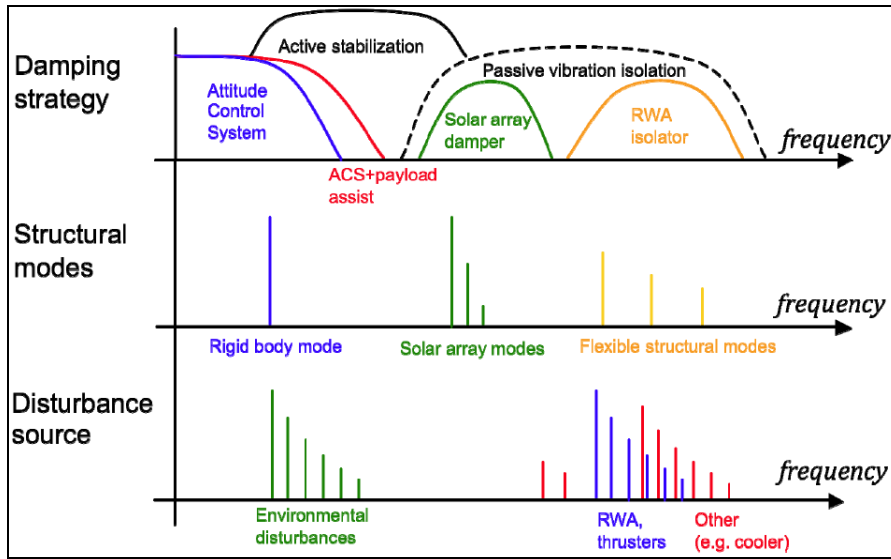 Damping
strategy
Active stabilization
Passive vibration isolation
Attitude
Control
System
Solar array
damper
RWA
isolator
frequency
ACS+payload
assist
Structural
modes
frequency
Rigid body mode
Solar array modes
Flexible structural modes
Disturbance
source
frequency
Environmental
disturbances
RWA,
thrusters
Other
(e.g. cooler)